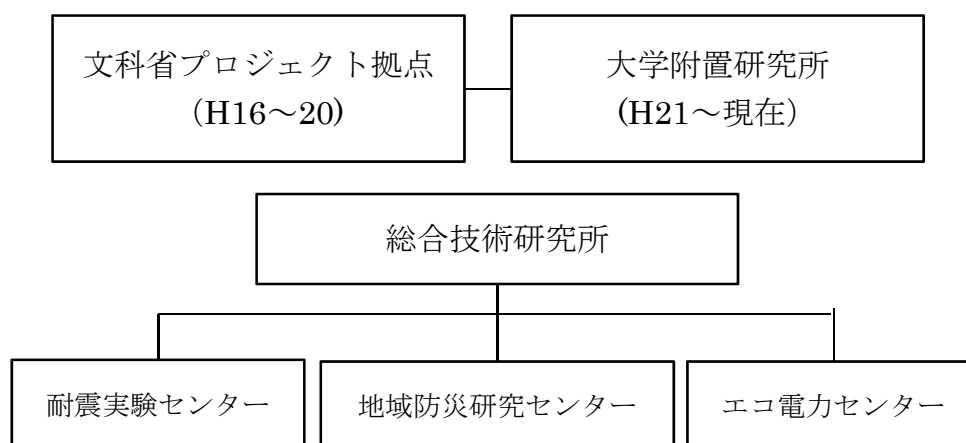 文科省プロジェクト拠点
（H16～20)
大学附置研究所
(H21～現在）
総合技術研究所
耐震実験センター
地域防災研究センター
エコ電力センター